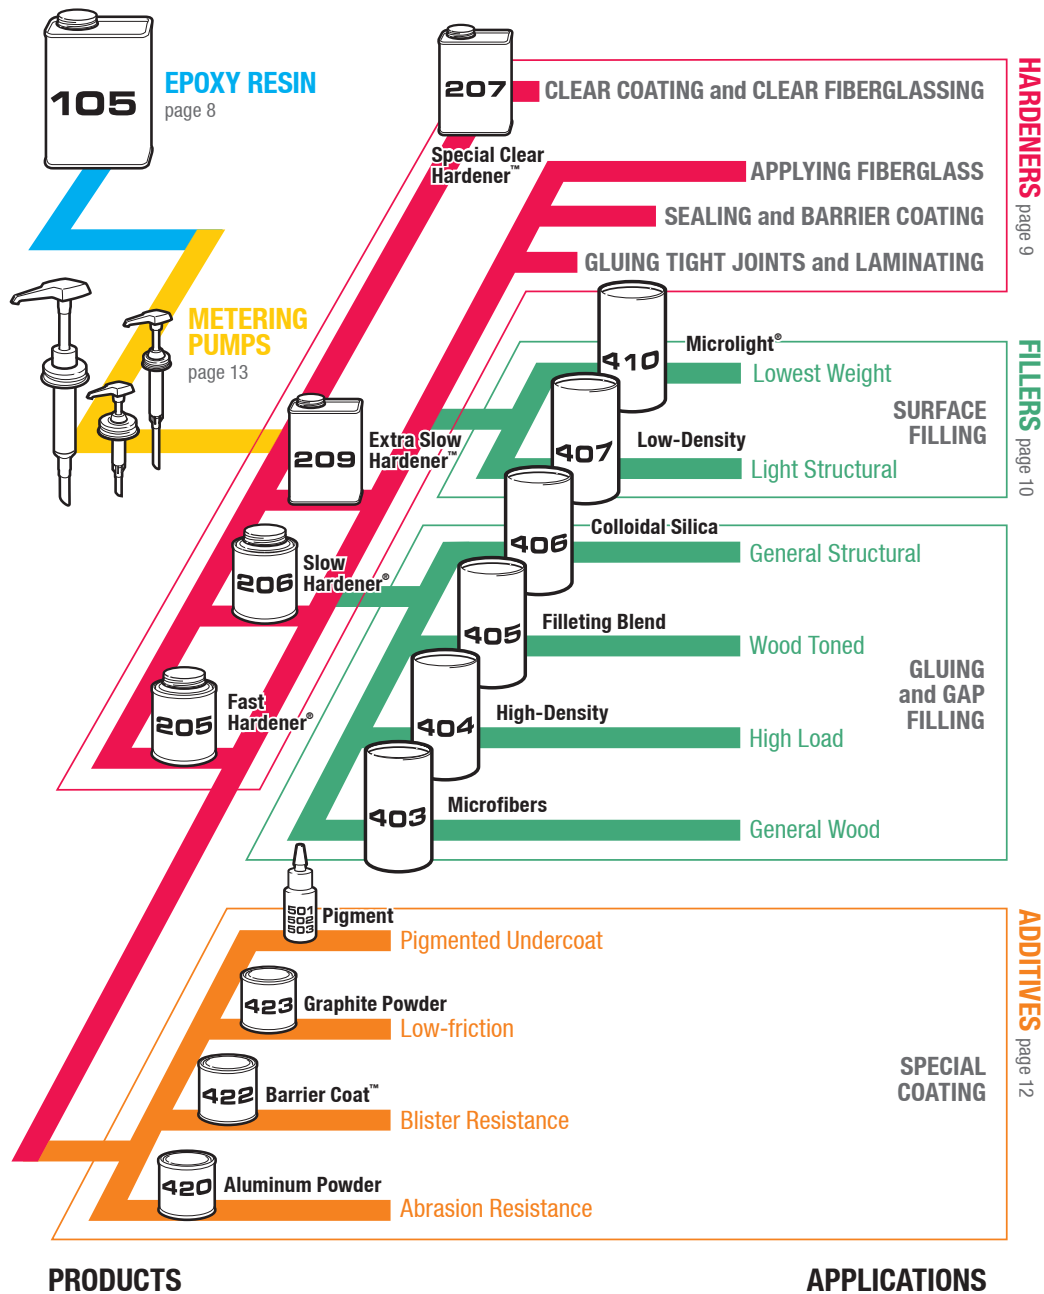 105
EPOXY RESIN
page 8
207
Special Clear
Hardener™
CLEAR COATING and CLEAR FIBERGLASSING
APPLYING FIBERGLASS
SEALING and BARRIER COATING
GLUING TIGHT JOINTS and LAMINATING
HARDENERS page 9
METERING
PUMPS
page 13
209
Extra Slow
Hardener™
206
Slow
Hardener®
205
Fast
Hardener®
410
Microlight®
Lowest Weight
407
Low-Density
Light Structural
SURFACE
FILLING
FILLERS page 10
406
Colloidal Silica
General Structural
405
Filleting Blend
Wood Toned
404
High-Density
High Load
403
Microfibers
General Wood
GLUING
and GAP
FILLING
501
502
503
Pigment
Pigmented Undercoat
423
Graphite Powder
Low-friction
422
Barrier Coat™
Blister Resistance
420
Aluminum Powder
Abrasion Resistance
SPECIAL
COATING
ADDITIVES page 12
PRODUCTS
APPLICATIONS